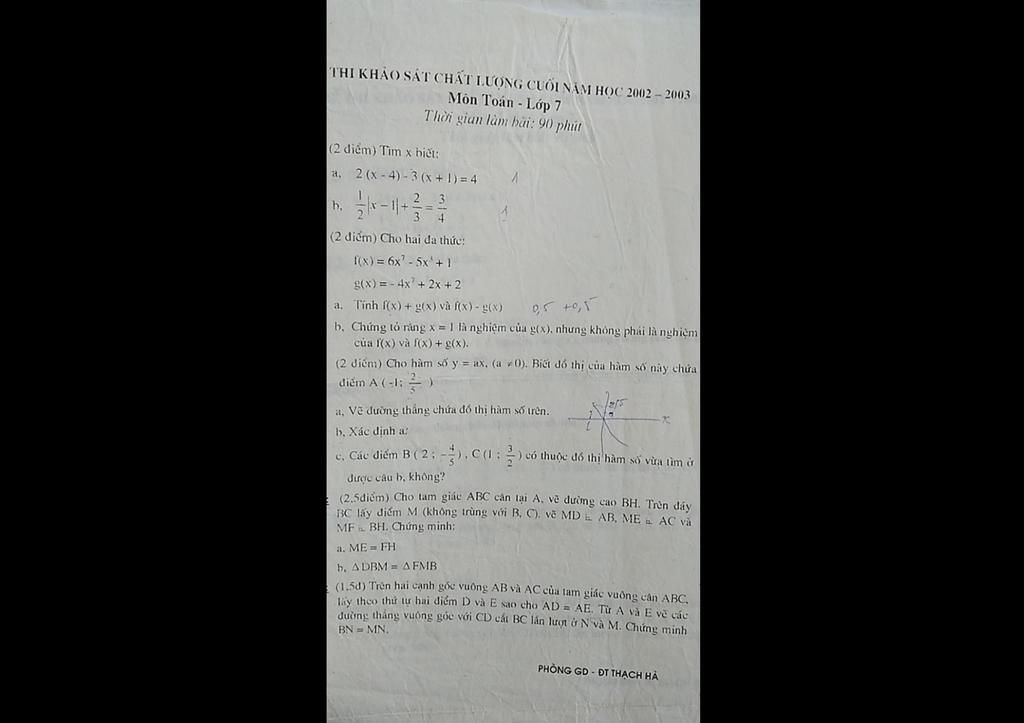 THI KHẢO SÁT CHẤT LƯỢNG CUỐI NĂM HỌC 2002 – 2003
Môn Toán - Lớp 7
Thời gian làm bài: 90 phút
(2 điểm) Tìm x biết:
a, 2 (x - 4) - 3 (x + 1) = 4 1
b, 1/2|x − 1| + 2/3 = 3/4 1
(2 điểm) Cho hai đa thức:
f(x) = 6x⁷ - 5x³ + 1
g(x) = - 4x⁷ + 2x + 2
a. Tính f(x) + g(x) và f(x) - g(x) 0,5 +0,5
b, Chứng tỏ rằng x = 1 là nghiệm của g(x), nhưng không phải là nghiệm
của f(x) và f(x) + g(x).
(2 điểm) Cho hàm số y = ax, (a ≠ 0). Biết đồ thị của hàm số này chứa
điểm A ( -1; 2/5 )
a, Vẽ đường thẳng chứa đồ thị hàm số trên.
b, Xác định a?
c, Các điểm B ( 2 ; −4/5 ) , C (1 ; 3/2 ) có thuộc đồ thị hàm số vừa tìm ở
được câu b, không?
(2,5điểm) Cho tam giác ABC cân tại A, vẽ đường cao BH. Trên đáy
BC lấy điểm M (không trùng với B, C), vẽ MD ⊥ AB, ME ⊥ AC và
MF ⊥ BH. Chứng minh:
a. ME = FH
b, Δ DBM = Δ FMB
(1,5đ) Trên hai cạnh góc vuông AB và AC của tam giác vuông cân ABC,
lấy theo thứ tự hai điểm D và E sao cho AD = AE. Từ A và E vẽ các
đường thẳng vuông góc với CD cắt BC lần lượt ở N và M. Chứng minh
BN = MN.
PHÒNG GD - ĐT THẠCH HÀ